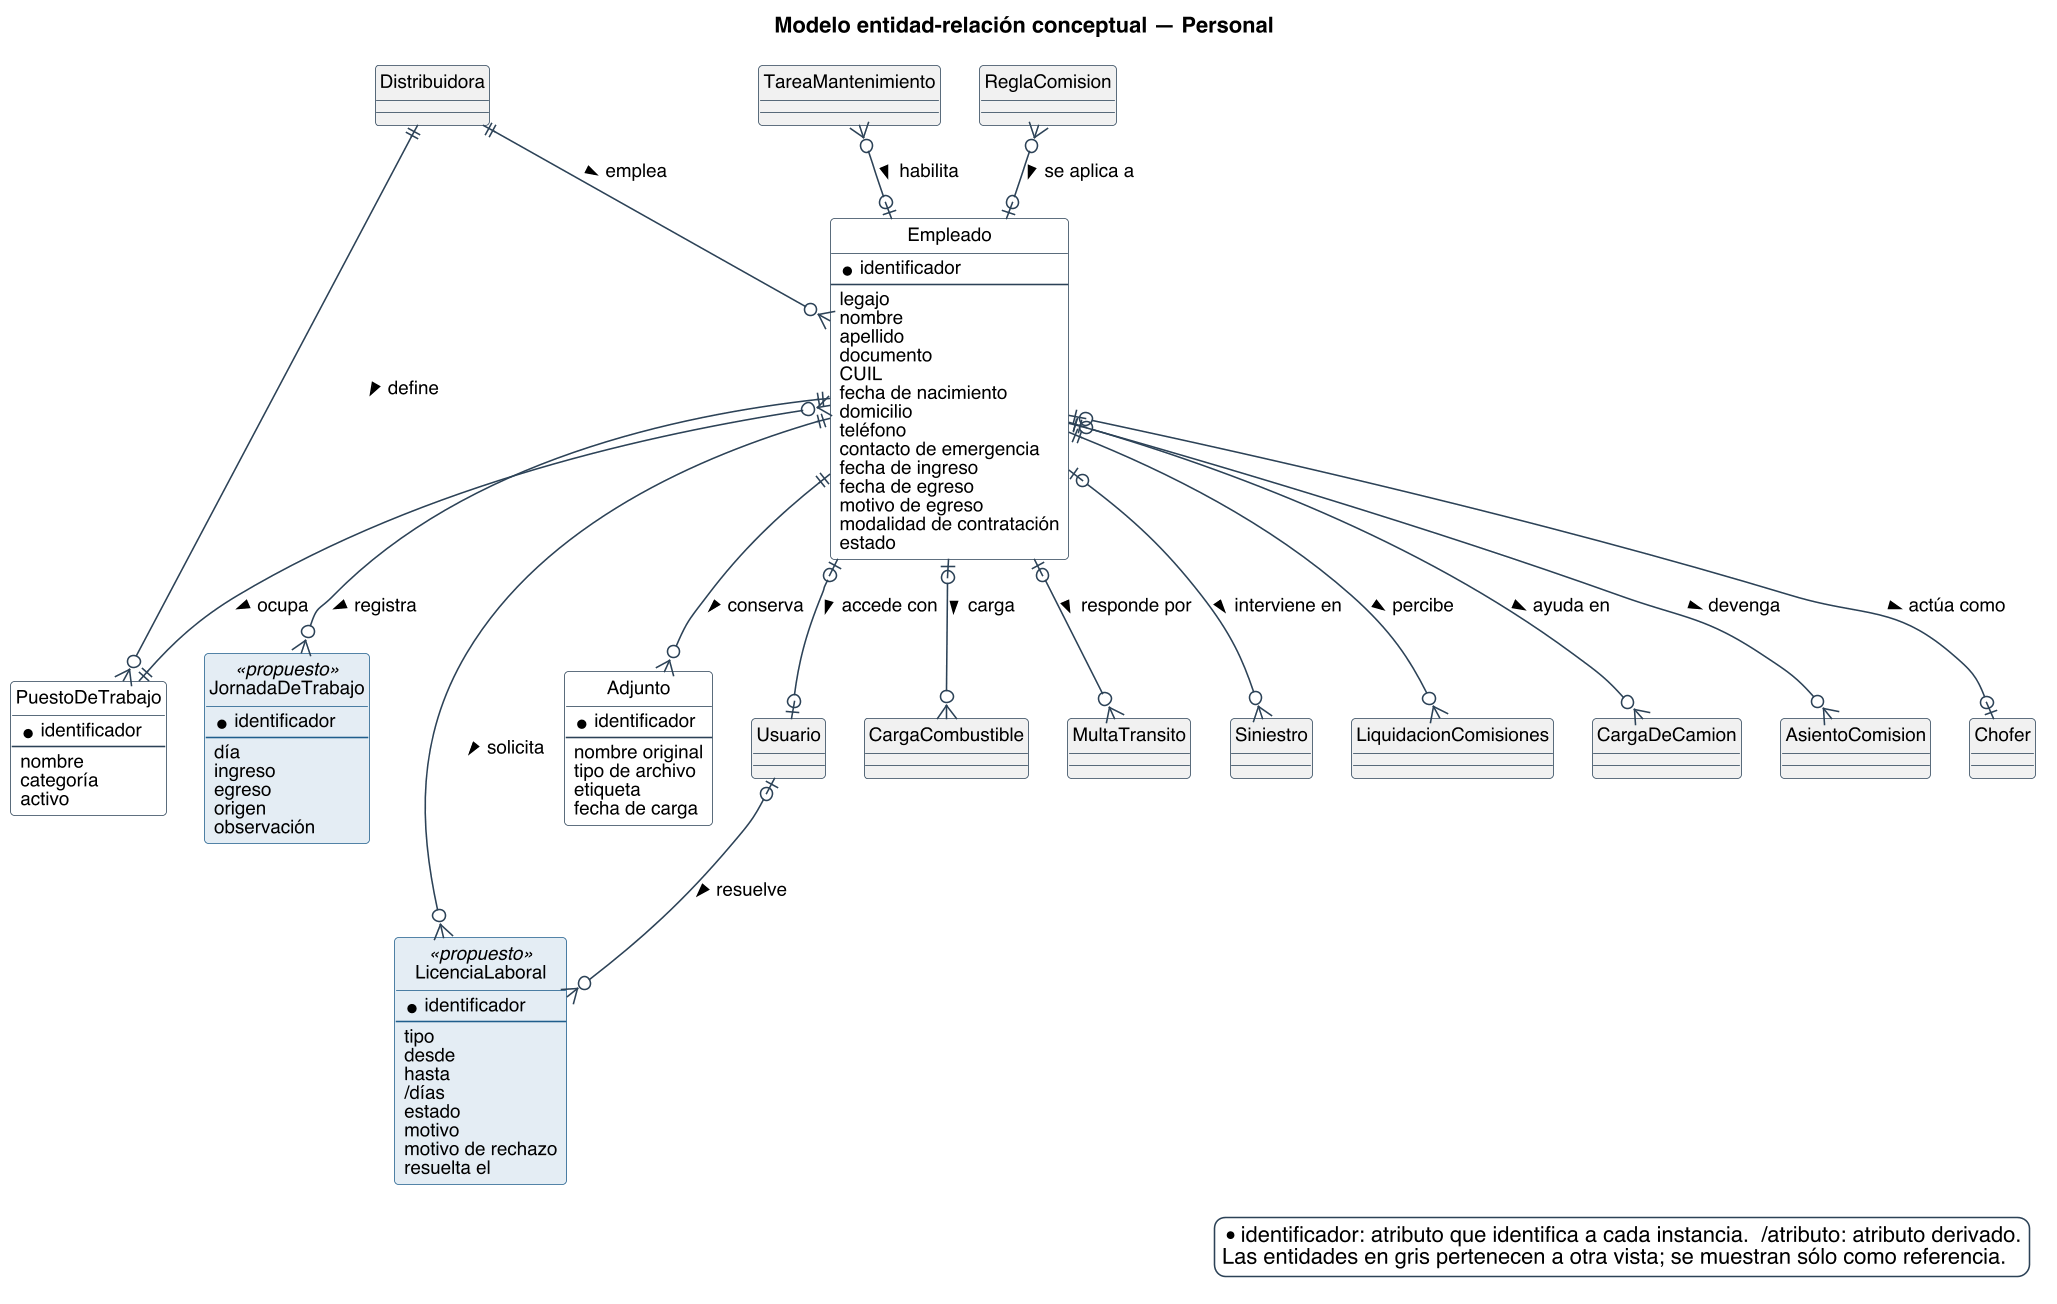 Modelo entidad-relación conceptual — Personal
Distribuidora
TareaMantenimiento
ReglaComision
emplea
habilita
se aplica a
Empleado
identificador
legajo
nombre
apellido
documento
CUIL
fecha de nacimiento
domicilio
teléfono
contacto de emergencia
fecha de ingreso
fecha de egreso
motivo de egreso
modalidad de contratación
estado
define
ocupa
registra
conserva
accede con
carga
responde por
interviene en
percibe
ayuda en
devenga
actúa como
PuestoDeTrabajo
identificador
nombre
categoría
activo
«propuesto»
JornadaDeTrabajo
identificador
día
ingreso
egreso
origen
observación
solicita
Adjunto
identificador
nombre original
tipo de archivo
etiqueta
fecha de carga
Usuario
CargaCombustible
MultaTransito
Siniestro
LiquidacionComisiones
CargaDeCamion
AsientoComision
Chofer
resuelve
«propuesto»
LicenciaLaboral
identificador
tipo
desde
hasta
/días
estado
motivo
motivo de rechazo
resuelta el
• identificador: atributo que identifica a cada instancia.  /atributo: atributo derivado.
Las entidades en gris pertenecen a otra vista; se muestran sólo como referencia.